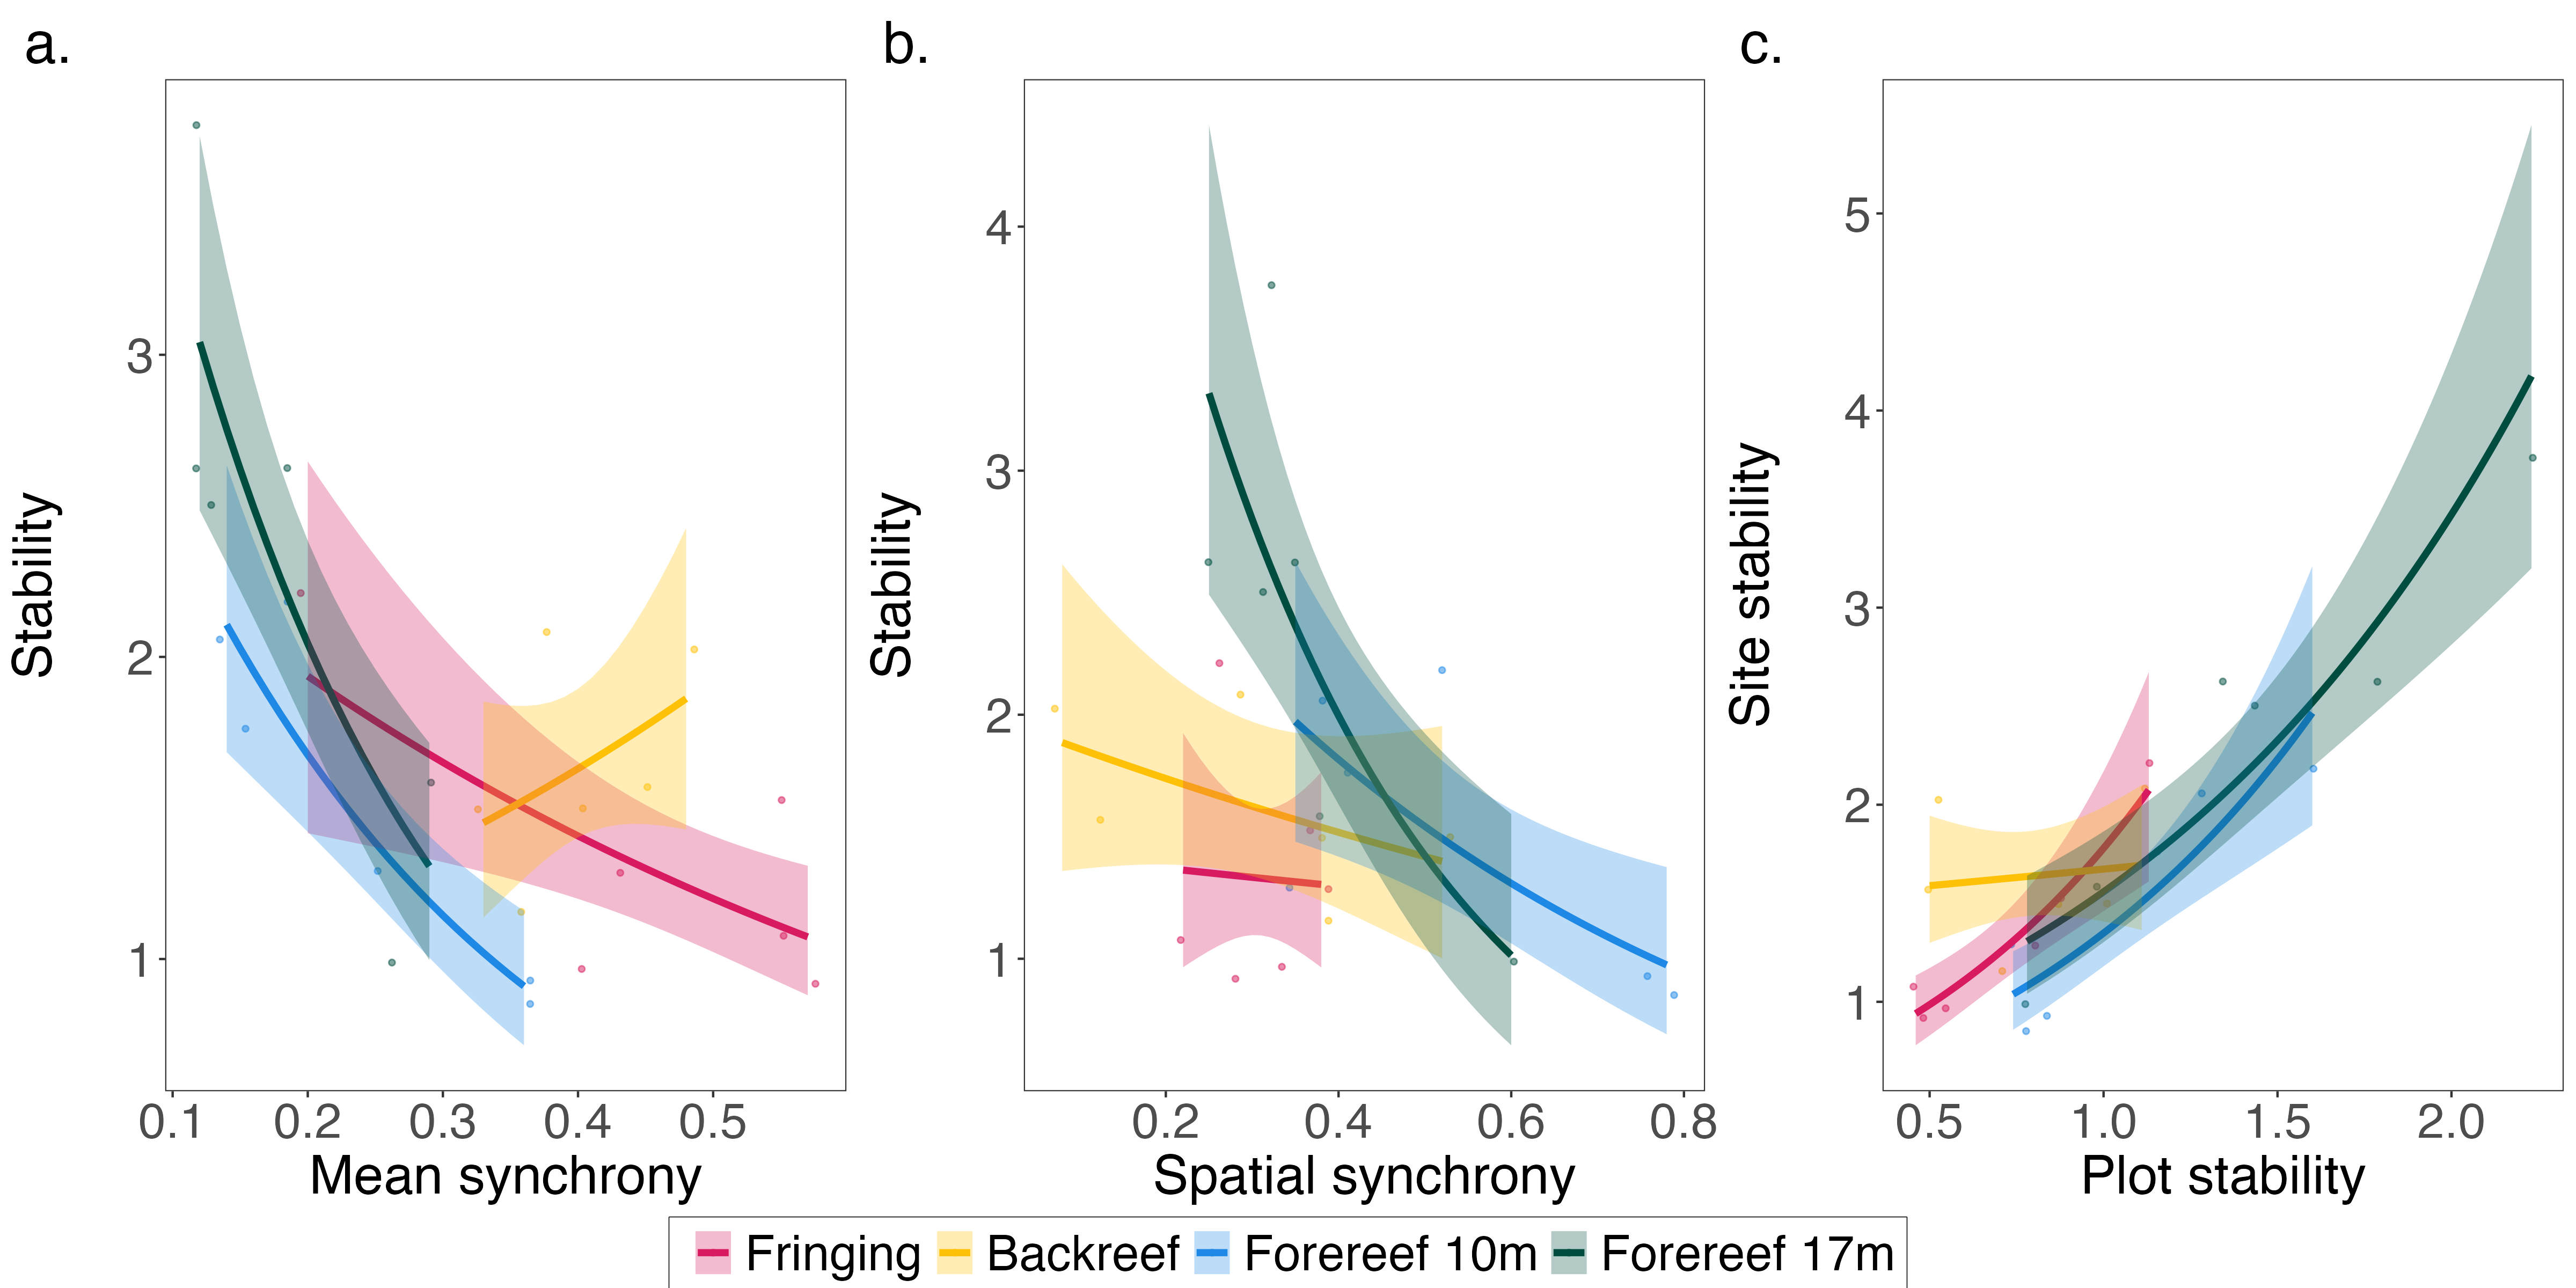 a.
Stability
3
2
1
0.1 0.2 0.3 0.4 0.5
Mean synchrony
b.
Stability
4
3
2
1
0.2 0.4 0.6 0.8
Spatial synchrony
c.
Site stability
5
4
3
2
1
0.5 1.0 1.5 2.0
Plot stability
Fringing Backreef Forereef 10m Forereef 17m